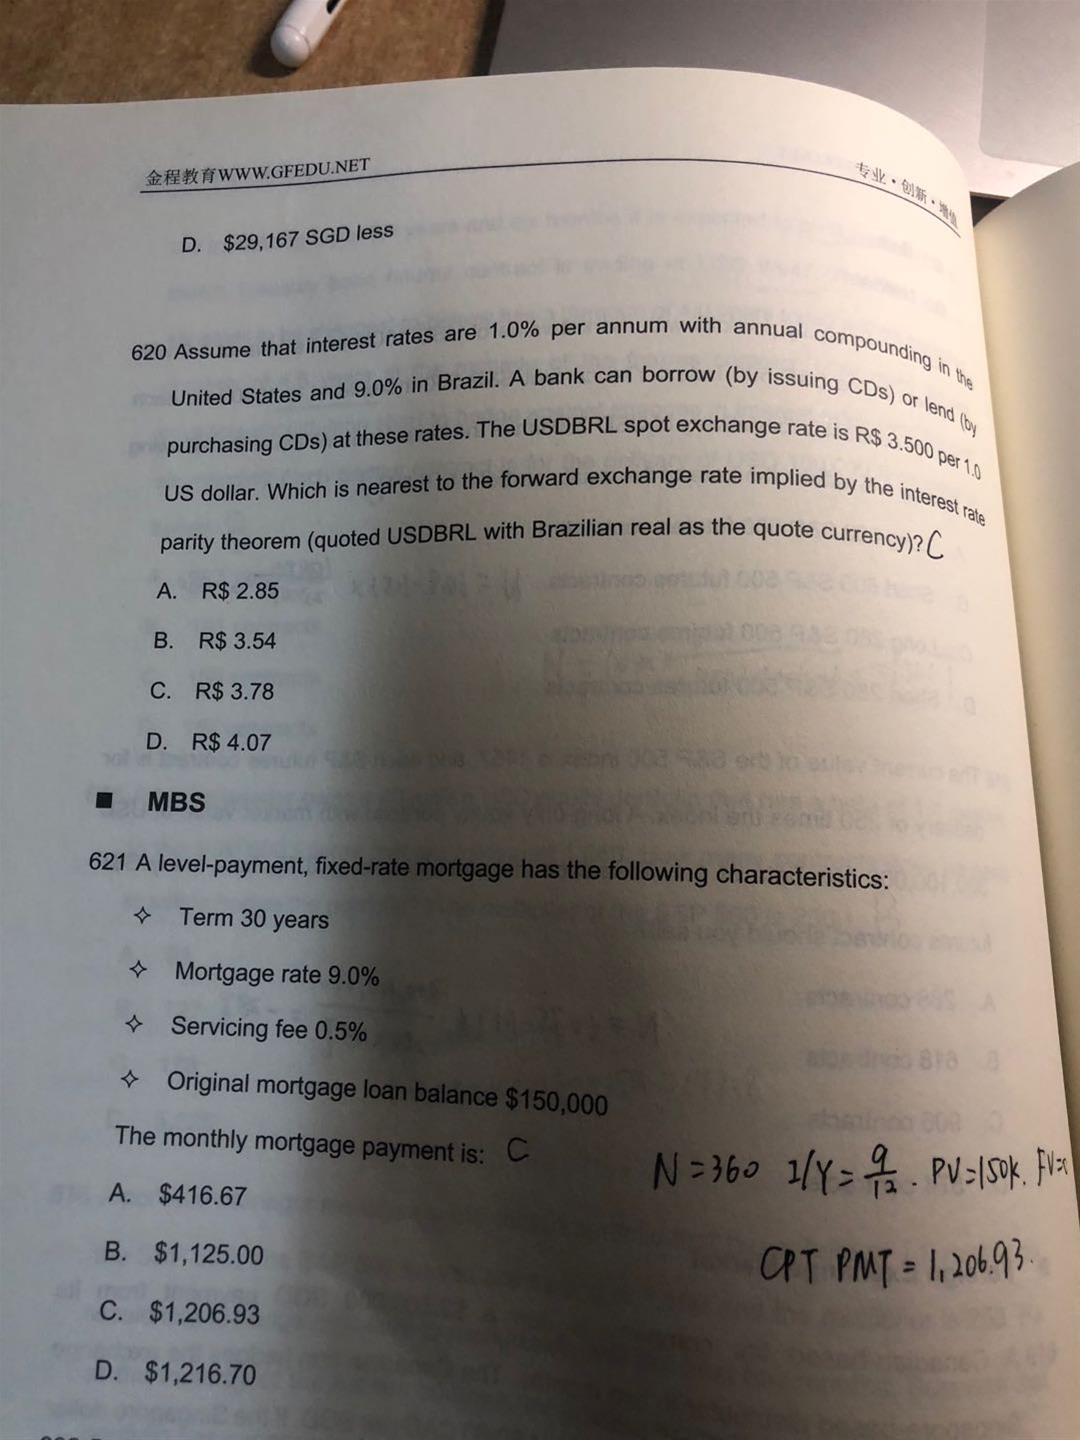 金程教育WWW.GFEDU.NET
专业·创新·增值
D. $29,167 SGD less
620 Assume that interest rates are 1.0% per annum with annual compounding in the
United States and 9.0% in Brazil. A bank can borrow (by issuing CDs) or lend (by
purchasing CDs) at these rates. The USDBRL spot exchange rate is R$ 3.500 per 1.0
US dollar. Which is nearest to the forward exchange rate implied by the interest rate
parity theorem (quoted USDBRL with Brazilian real as the quote currency)? C
A. R$ 2.85
B. R$ 3.54
C. R$ 3.78
D. R$ 4.07
■ MBS
621 A level-payment, fixed-rate mortgage has the following characteristics:
✧ Term 30 years
✧ Mortgage rate 9.0%
✧ Servicing fee 0.5%
✧ Original mortgage loan balance $150,000
The monthly mortgage payment is: C
N=360 I/Y=9/12. PV=150k. FV=
A. $416.67
B. $1,125.00
CPT PMT = 1,206.93.
C. $1,206.93
D. $1,216.70